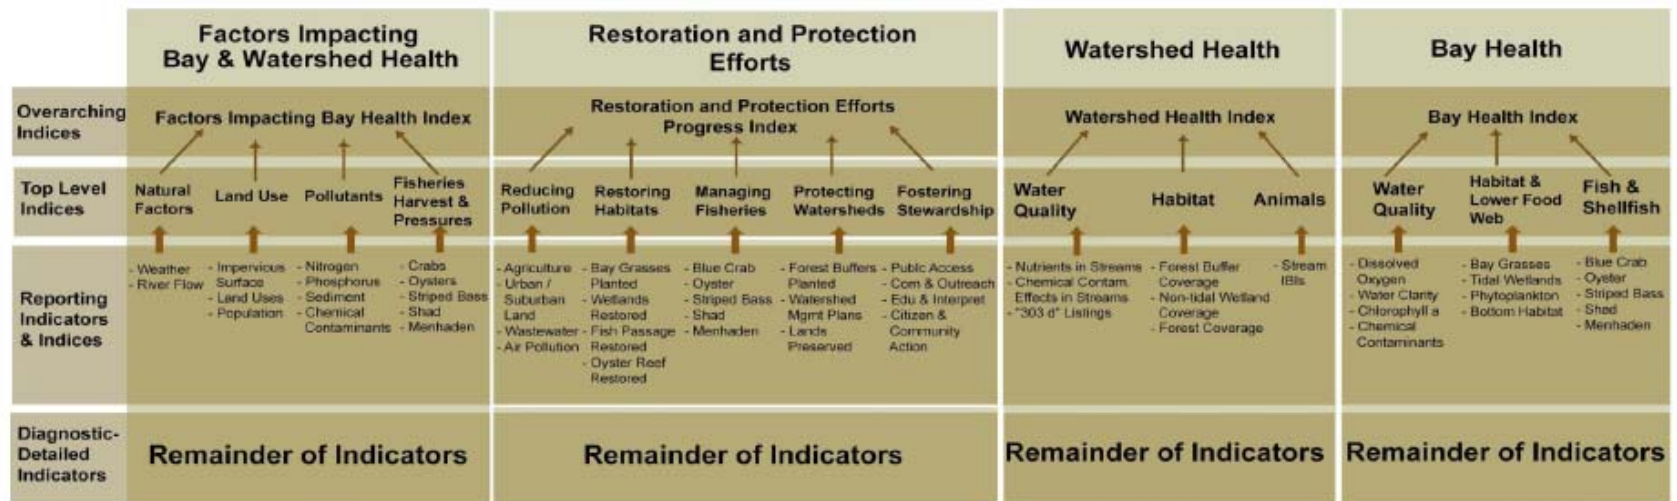 Factors Impacting
Bay & Watershed Health
Restoration and Protection
Efforts
Watershed Health
Bay Health
Overarching
Indices
Factors Impacting Bay Health Index
Restoration and Protection Efforts
Progress Index
Watershed Health Index
Bay Health Index
Top Level
Indices
Natural
Factors
Land Use
Pollutants
Fisheries
Harvest &
Pressures
Reducing
Pollution
Restoring
Habitats
Managing
Fisheries
Protecting
Watersheds
Fostering
Stewardship
Water
Quality
Habitat
Animals
Water
Quality
Habitat &
Lower Food
Web
Fish &
Shellfish
Reporting
Indicators
& Indices
- Weather
- River Flow
- Impervious
Surface
- Land Uses
- Population
- Nitrogen
- Phosphorus
- Sediment
- Chemical
Contaminants
- Crabs
- Oysters
- Striped Bass
- Shad
- Menhaden
- Agriculture
- Urban /
Suburban
Land
- Wastewater
- Air Pollution
- Bay Grasses
Planted
- Wetlands
Restored
- Fish Passage
Restored
- Oyster Reef
Restored
- Blue Crab
- Oyster
- Striped Bass
- Shad
- Menhaden
- Forest Buffers
Planted
- Watershed
Mgmt Plans
- Lands
Preserved
- Public Access
- Com & Outreach
- Edu & Interpret
- Citizen &
Community
Action
- Nutrients in Streams
- Chemical Contam.
Effects in Streams
- "303 d" Listings
- Forest Buffer
Coverage
- Non-tidal Wetland
Coverage
- Forest Coverage
- Stream
IBIs
- Dissolved
Oxygen
- Water Clarity
- Chlorophyll a
- Chemical
Contaminants
- Bay Grasses
- Tidal Wetlands
- Phytoplankton
- Bottom Habitat
- Blue Crab
- Oyster
- Striped Bass
- Shed
- Menhaden
Diagnostic-
Detailed
Indicators
Remainder of Indicators
Remainder of Indicators
Remainder of Indicators
Remainder of Indicators